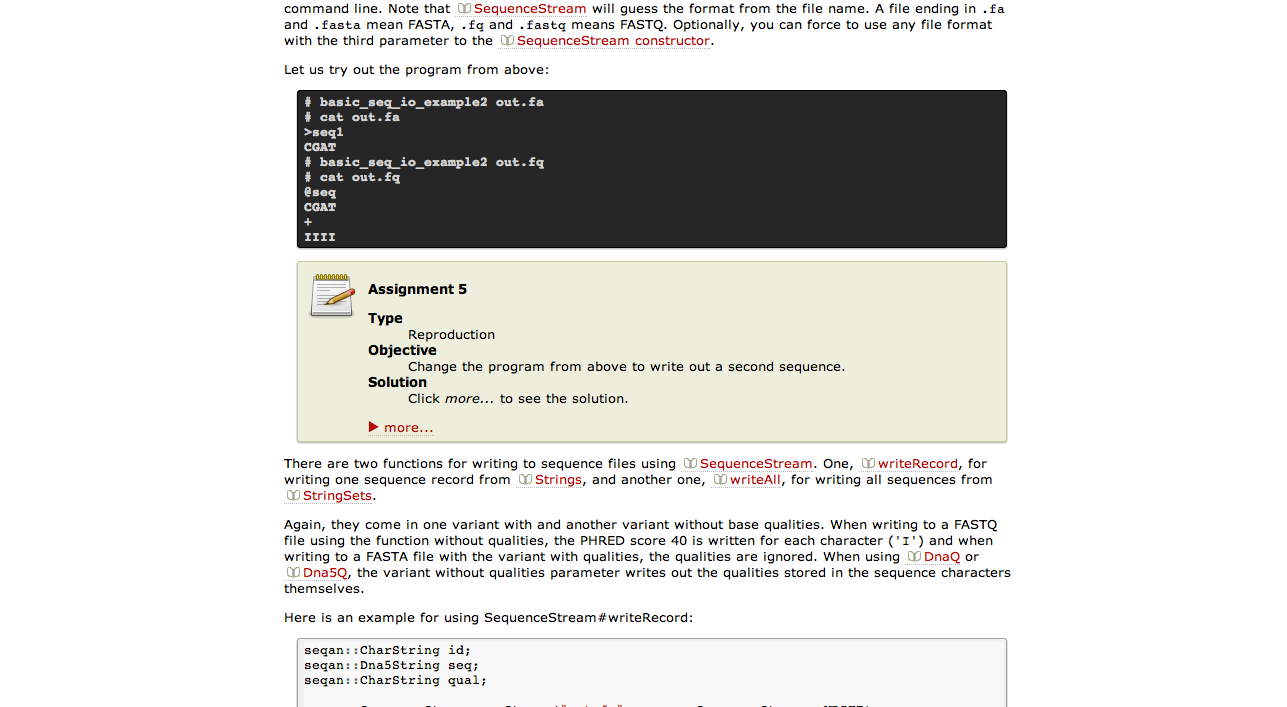 command line. Note that SequenceStream will guess the format from the file name. A file ending in .fa
and .fasta mean FASTA, .fq and .fastq means FASTQ. Optionally, you can force to use any file format
with the third parameter to the SequenceStream constructor.
Let us try out the program from above:
# basic_seq_io_example2 out.fa
# cat out.fa
>seq1
CGAT
# basic_seq_io_example2 out.fq
# cat out.fq
@seq
CGAT
+
IIII
Assignment 5
Type
Reproduction
Objective
Change the program from above to write out a second sequence.
Solution
Click more... to see the solution.
more...
There are two functions for writing to sequence files using SequenceStream. One, writeRecord, for
writing one sequence record from Strings, and another one, writeAll, for writing all sequences from
StringSets.
Again, they come in one variant with and another variant without base qualities. When writing to a FASTQ
file using the function without qualities, the PHRED score 40 is written for each character ('I') and when
writing to a FASTA file with the variant with qualities, the qualities are ignored. When using DnaQ or
Dna5Q, the variant without qualities parameter writes out the qualities stored in the sequence characters
themselves.
Here is an example for using SequenceStream#writeRecord:
seqan::CharString id;
seqan::Dna5String seq;
seqan::CharString qual;